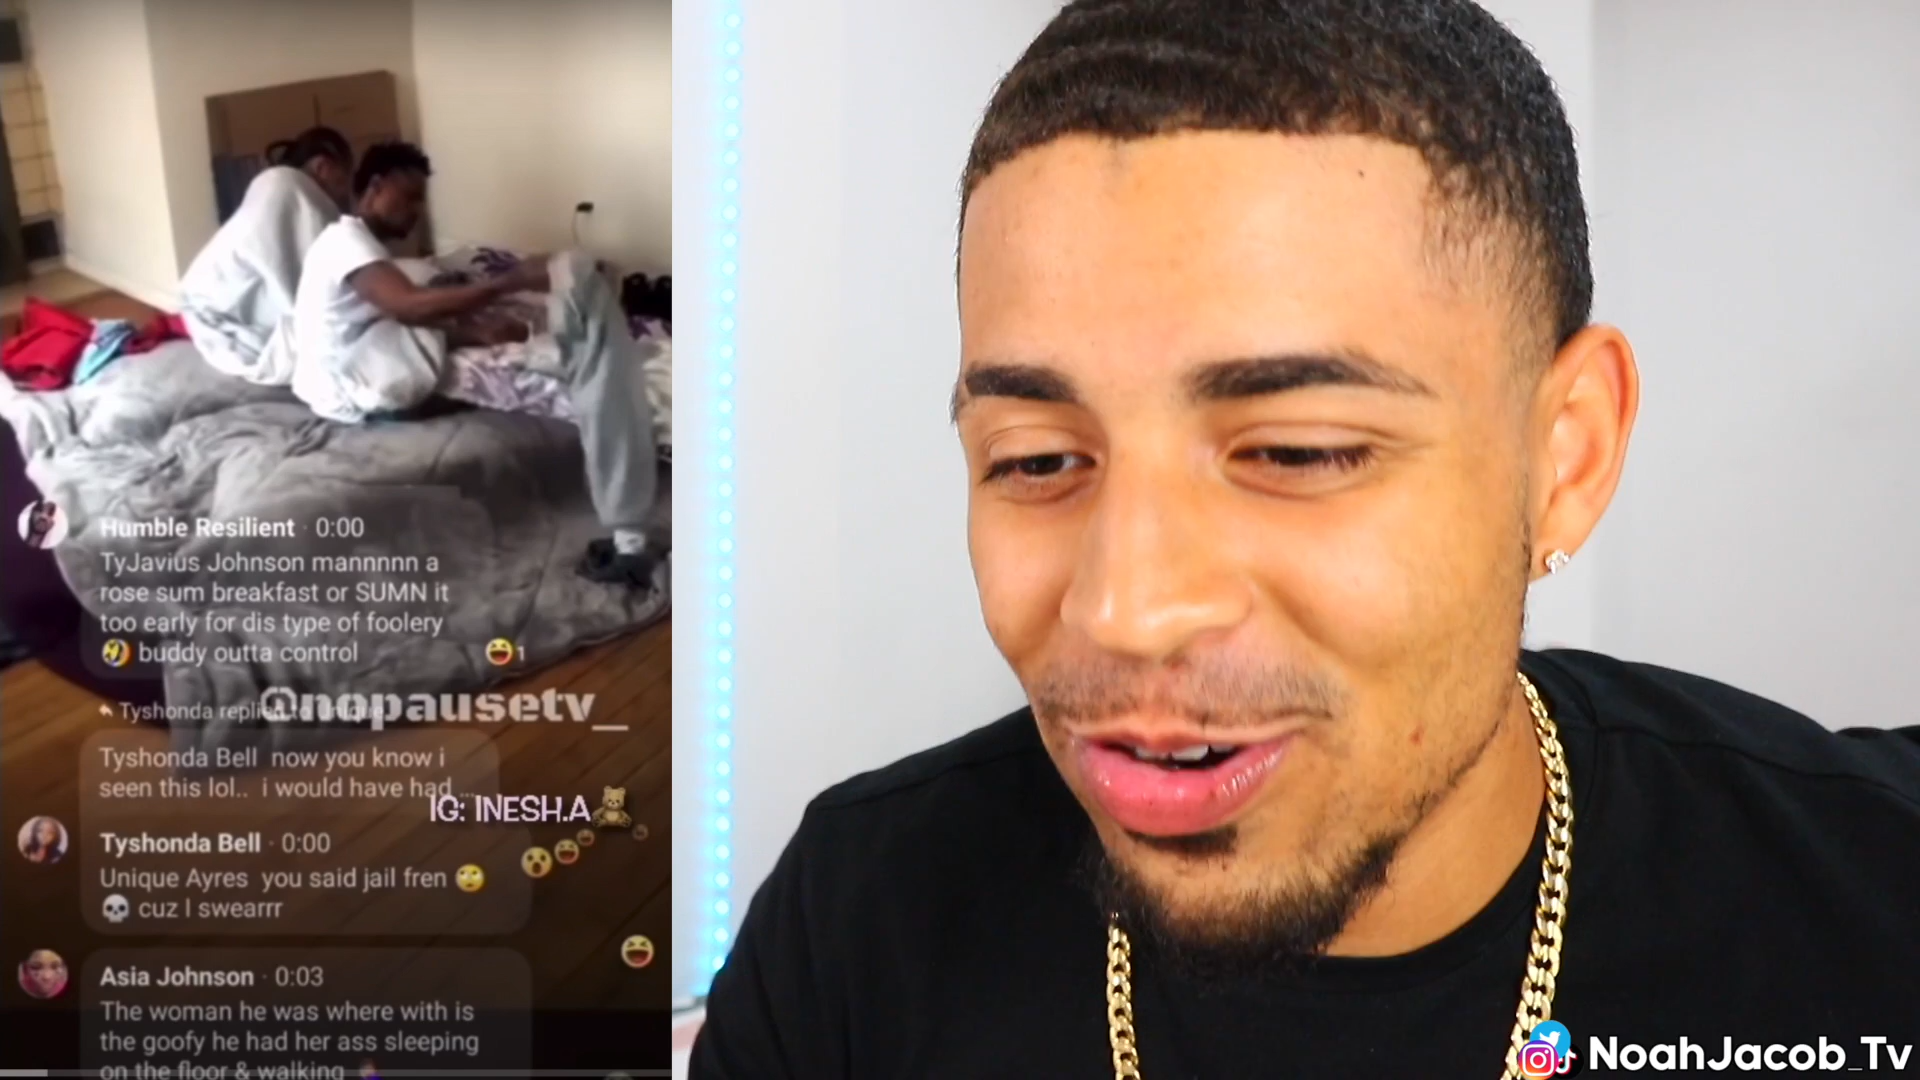 Humble Resilient · 0:00
TyJavius Johnson mannnnn a
rose sum breakfast or SUMN it
too early for dis type of foolery
🤣 buddy outta control
😆1
@nopausetv_
Tyshonda replied to
Tyshonda Bell now you know i
seen this lol.. i would have had ...
IG: INESH.A
Tyshonda Bell · 0:00
Unique Ayres you said jail fren 🙄
💀 cuz I swearrr
Asia Johnson · 0:03
The woman he was where with is
the goofy he had her ass sleeping
on the floor & walking
NoahJacob_Tv